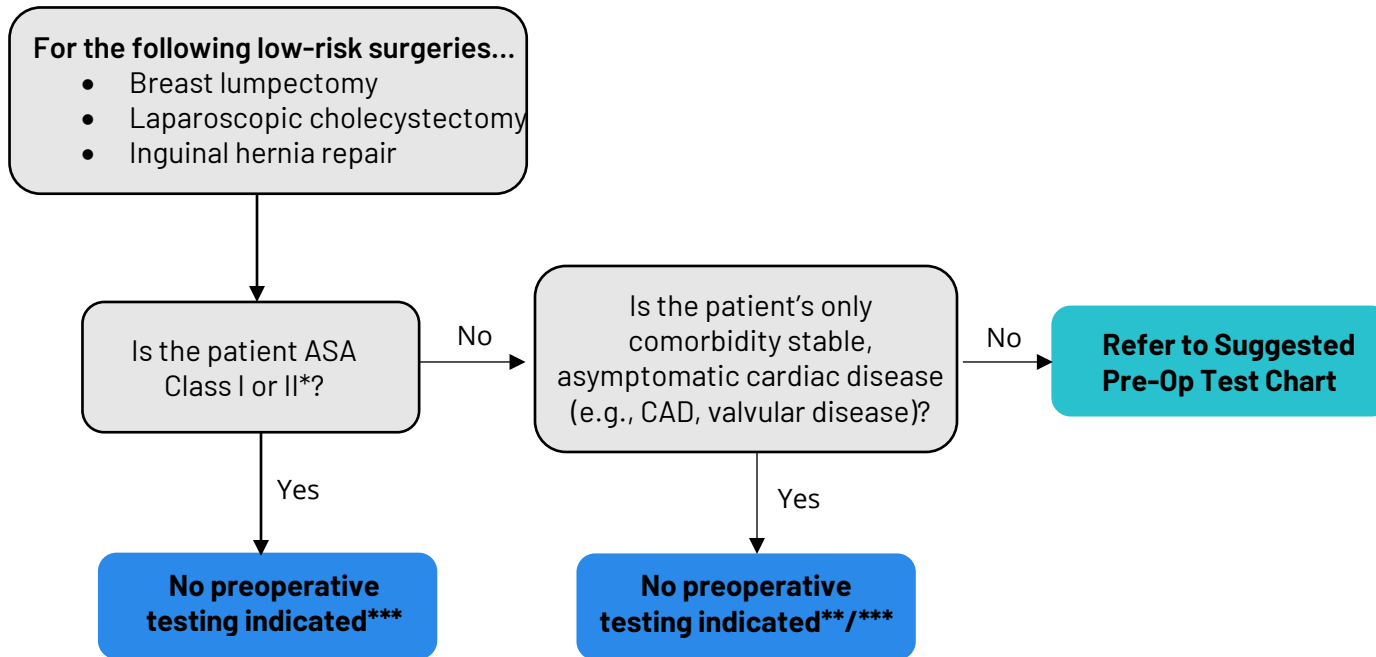 For the following low-risk surgeries...
• Breast lumpectomy
• Laparoscopic cholecystectomy
• Inguinal hernia repair
Is the patient ASA
Class I or II*?
No
Is the patient’s only
comorbidity stable,
asymptomatic cardiac disease
(e.g., CAD, valvular disease)?
No
Refer to Suggested
Pre-Op Test Chart
Yes
Yes
No preoperative
testing indicated***
No preoperative
testing indicated**/***